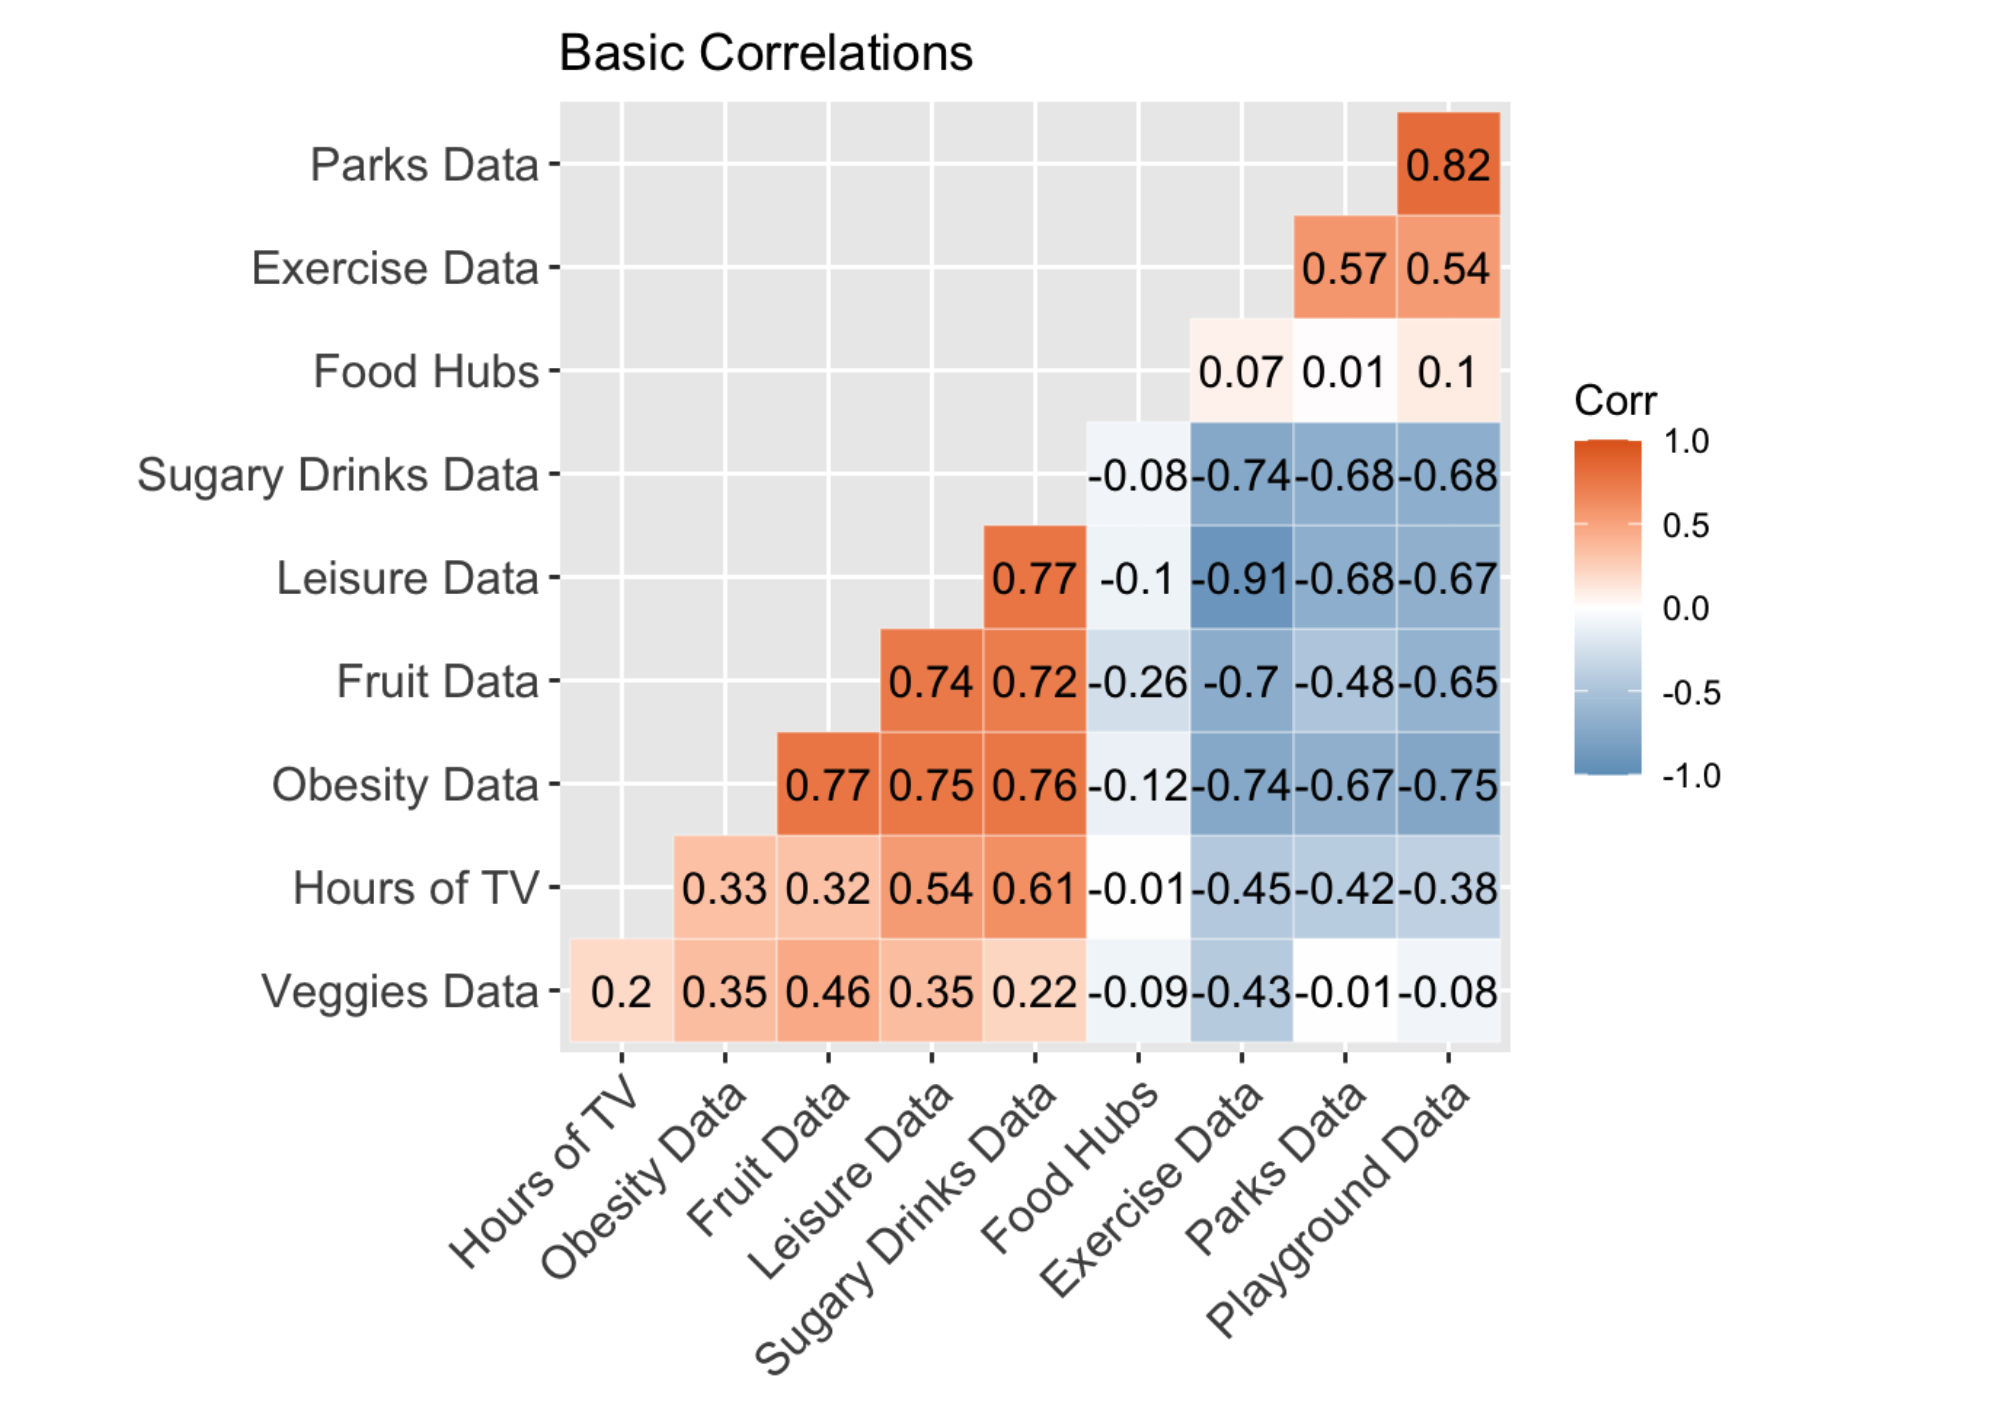 Basic Correlations
Parks Data
0.82
Exercise Data
0.57 0.54
Food Hubs
0.07 0.01 0.1
Sugary Drinks Data
-0.08 -0.74 -0.68 -0.68
Leisure Data
0.77 -0.1 -0.91 -0.68 -0.67
Fruit Data
0.74 0.72 -0.26 -0.7 -0.48 -0.65
Obesity Data
0.77 0.75 0.76 -0.12 -0.74 -0.67 -0.75
Hours of TV
0.33 0.32 0.54 0.61 -0.01 -0.45 -0.42 -0.38
Veggies Data
0.2 0.35 0.46 0.35 0.22 -0.09 -0.43 -0.01 -0.08
Hours of TV
Obesity Data
Fruit Data
Leisure Data
Sugary Drinks Data
Food Hubs
Exercise Data
Parks Data
Playground Data
Corr
1.0
0.5
0.0
-0.5
-1.0